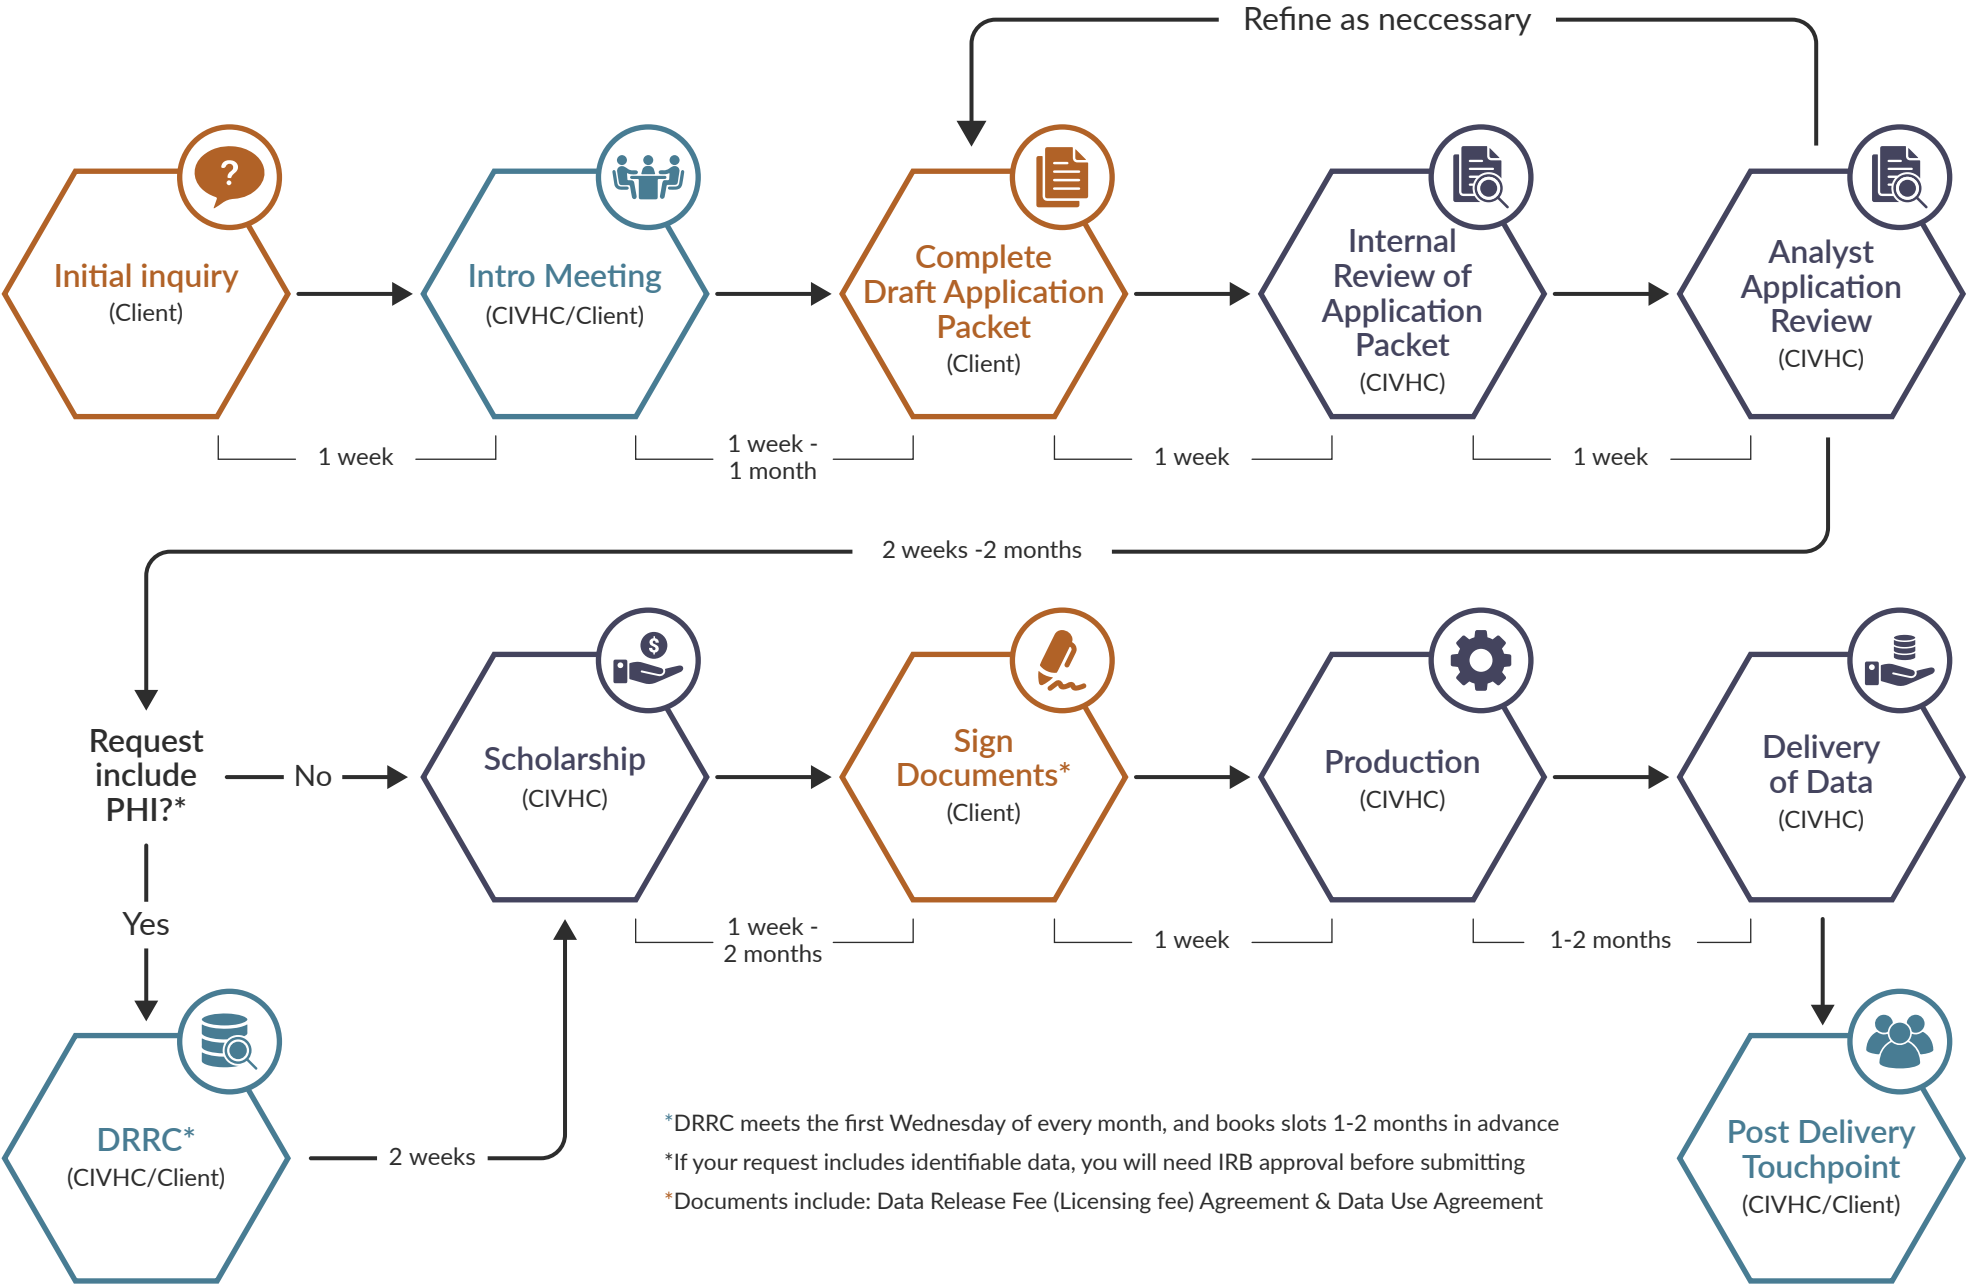 Refine as neccessary
?
Initial inquiry
(Client)
Intro Meeting
(CIVHC/Client)
Complete
Draft Application
Packet
(Client)
Internal
Review of
Application
Packet
(CIVHC)
Analyst
Application
Review
(CIVHC)
1 week
1 week -
1 month
1 week
1 week
2 weeks -2 months
Request
include
PHI?*
No
Yes
$
Scholarship
(CIVHC)
Sign
Documents*
(Client)
Production
(CIVHC)
Delivery
of Data
(CIVHC)
1 week -
2 months
1 week
1-2 months
DRRC*
(CIVHC/Client)
2 weeks
*DRRC meets the first Wednesday of every month, and books slots 1-2 months in advance
*If your request includes identifiable data, you will need IRB approval before submitting
*Documents include: Data Release Fee (Licensing fee) Agreement & Data Use Agreement
Post Delivery
Touchpoint
(CIVHC/Client)